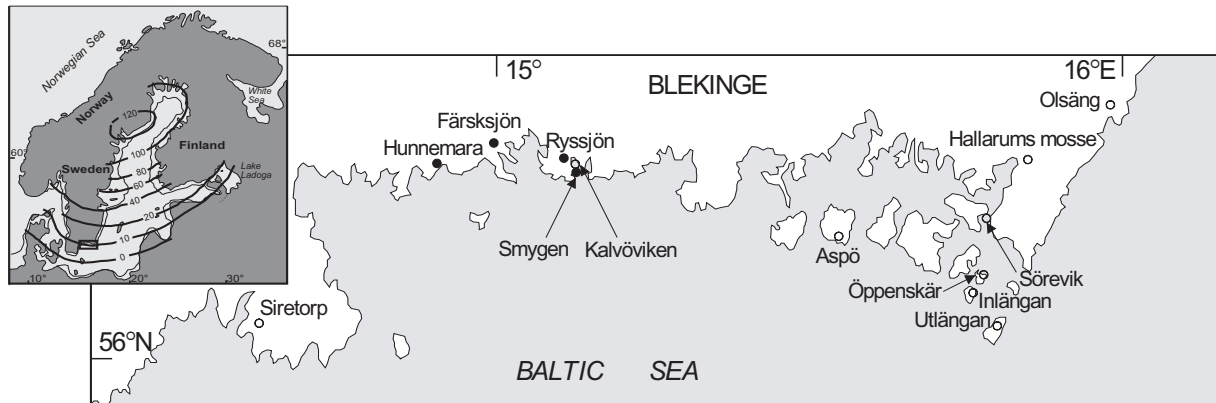 Norwegian Sea
68°
White
Sea
Norway
120
60°
Finland
100
Sweden
80
Lake
Ladoga
60
40
20
10
0
10°
20°
30°
15°
16°E
BLEKINGE
Olsäng
Färsksjön
Hallarums mosse
Hunnemara
Ryssjön
Smygen
Kalvöviken
Aspö
Sörevik
Öppenskär
Inlängan
Utlängan
Siretorp
56°N
BALTIC SEA